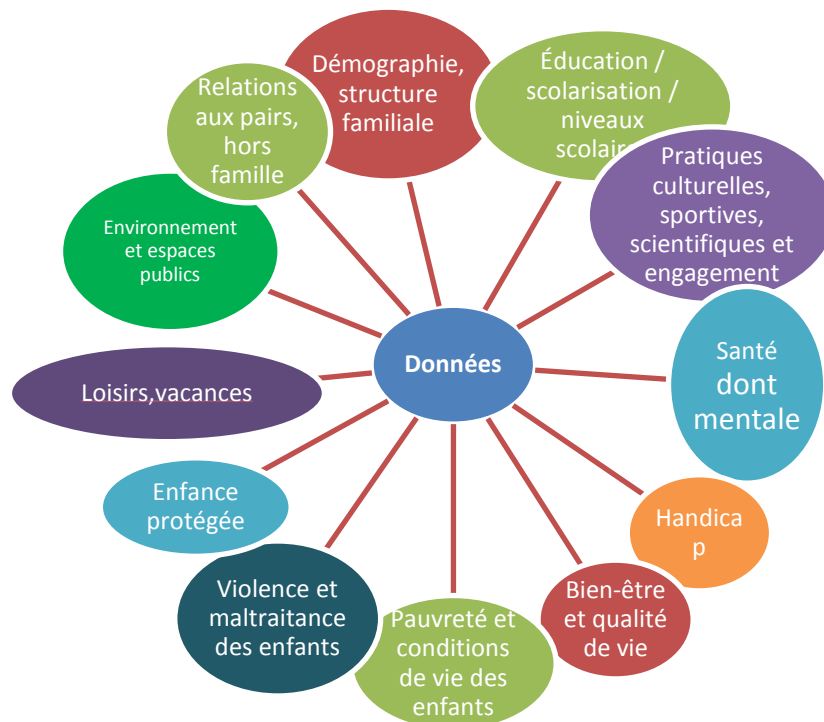 Démographie,
structure
familiale
Éducation /
scolarisation /
niveaux
scolaire
Pratiques
culturelles,
sportives,
scientifiques et
engagement
Santé
dont
mentale
Handica
p
Bien-être
et qualité
de vie
Pauvreté et
conditions
de vie des
enfants
Violence et
maltraitance
des enfants
Enfance
protégée
Loisirs,vacances
Environnement
et espaces
publics
Relations
aux pairs,
hors
famille
Données